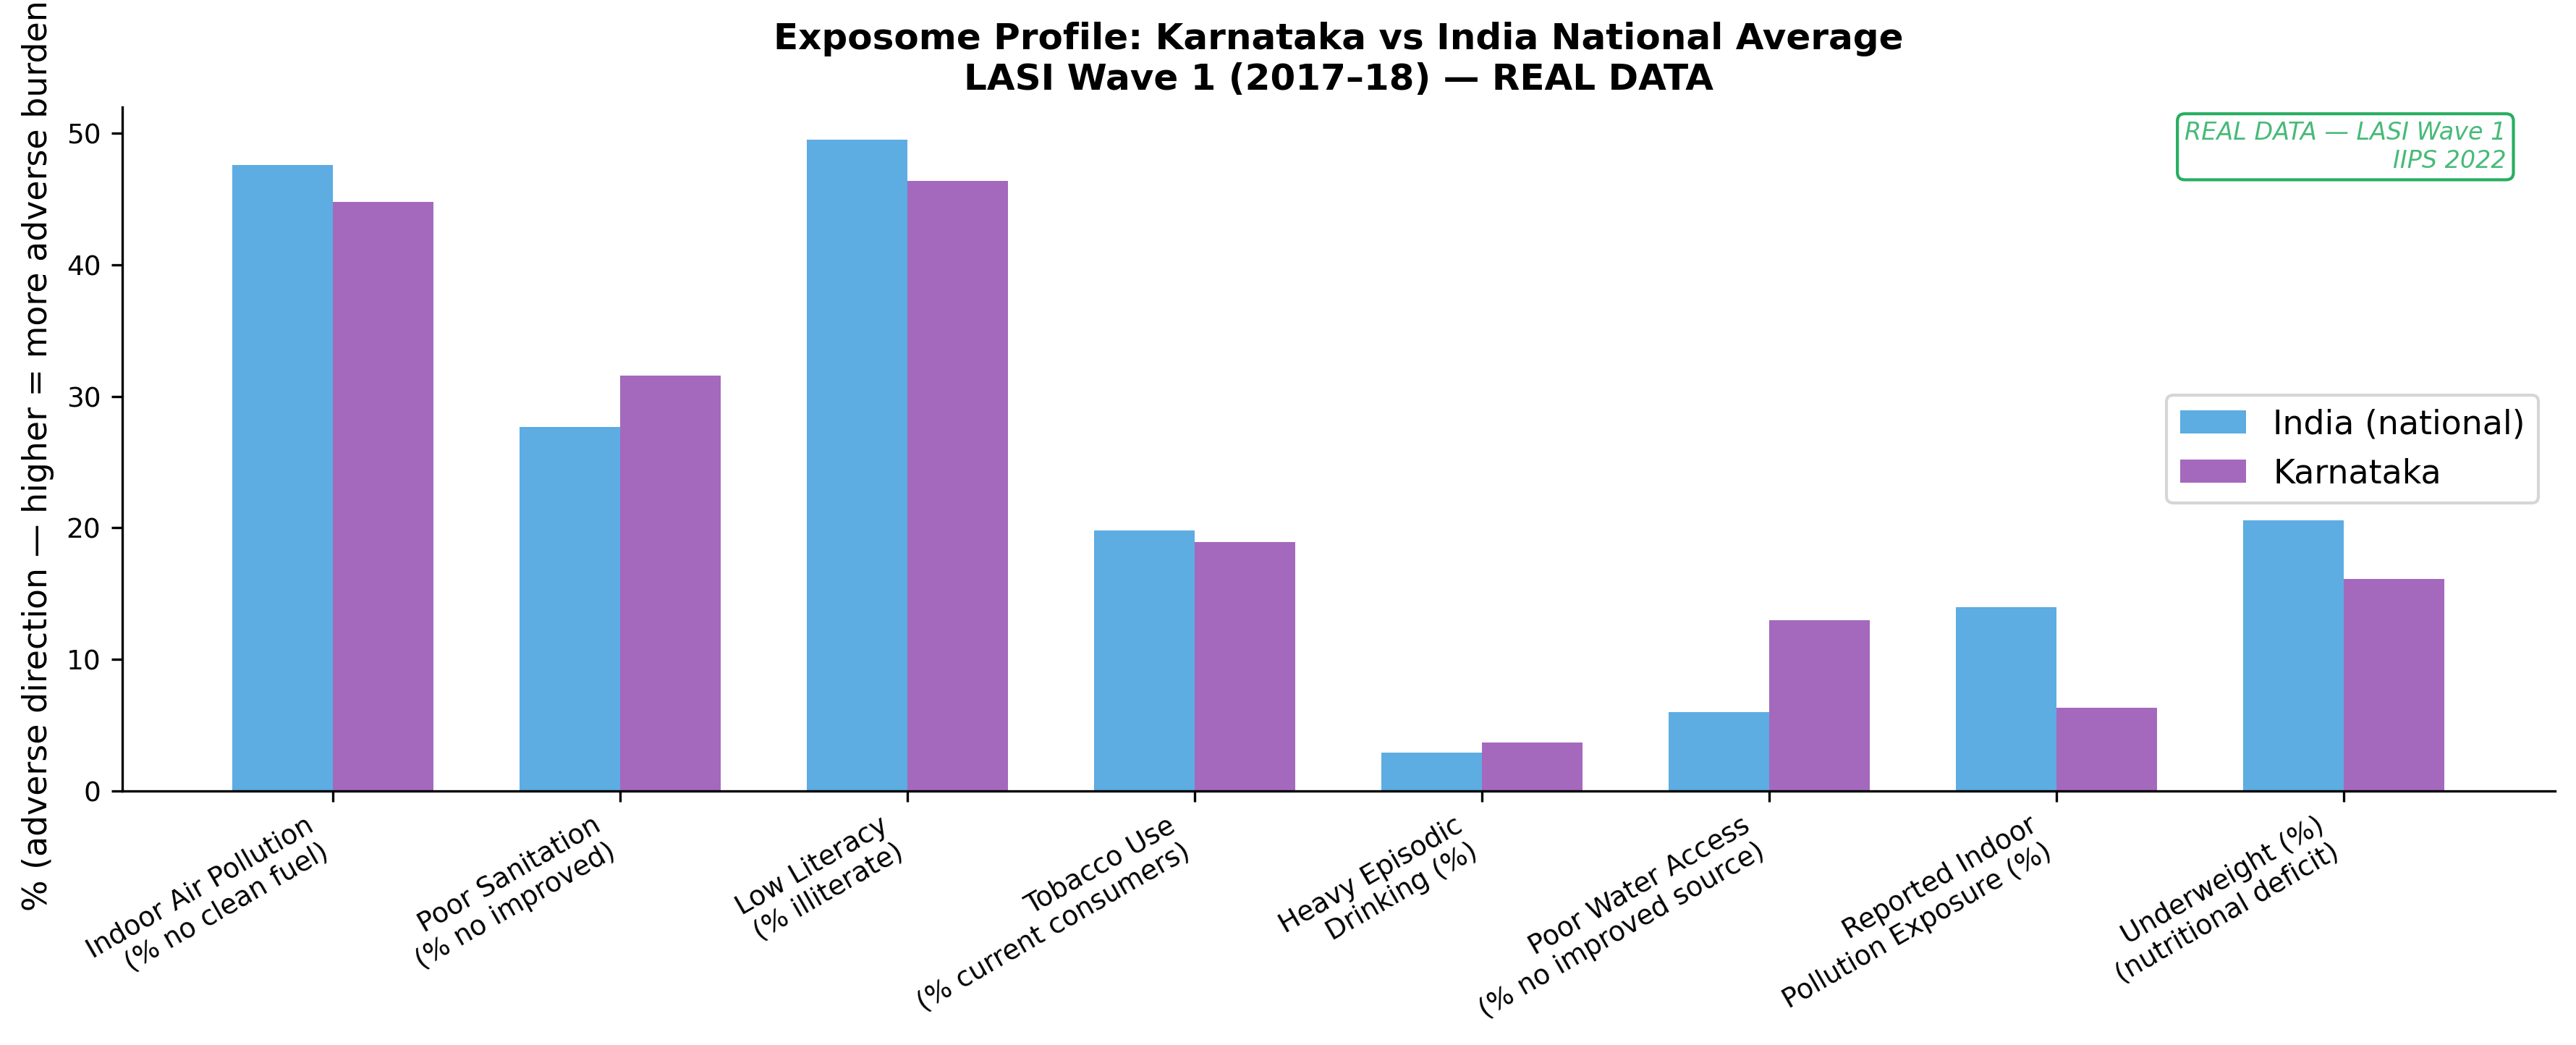 Exposome Profile: Karnataka vs India National Average
LASI Wave 1 (2017–18) — REAL DATA
% (adverse direction — higher = more adverse burden
50
40
30
20
10
0
REAL DATA — LASI Wave 1
IIPS 2022
India (national)
Karnataka
Indoor Air Pollution
(% no clean fuel)
Poor Sanitation
(% no improved)
Low Literacy
(% illiterate)
Tobacco Use
(% current consumers)
Heavy Episodic
Drinking (%)
Poor Water Access
(% no improved source)
Reported Indoor
Pollution Exposure (%)
Underweight (%)
(nutritional deficit)